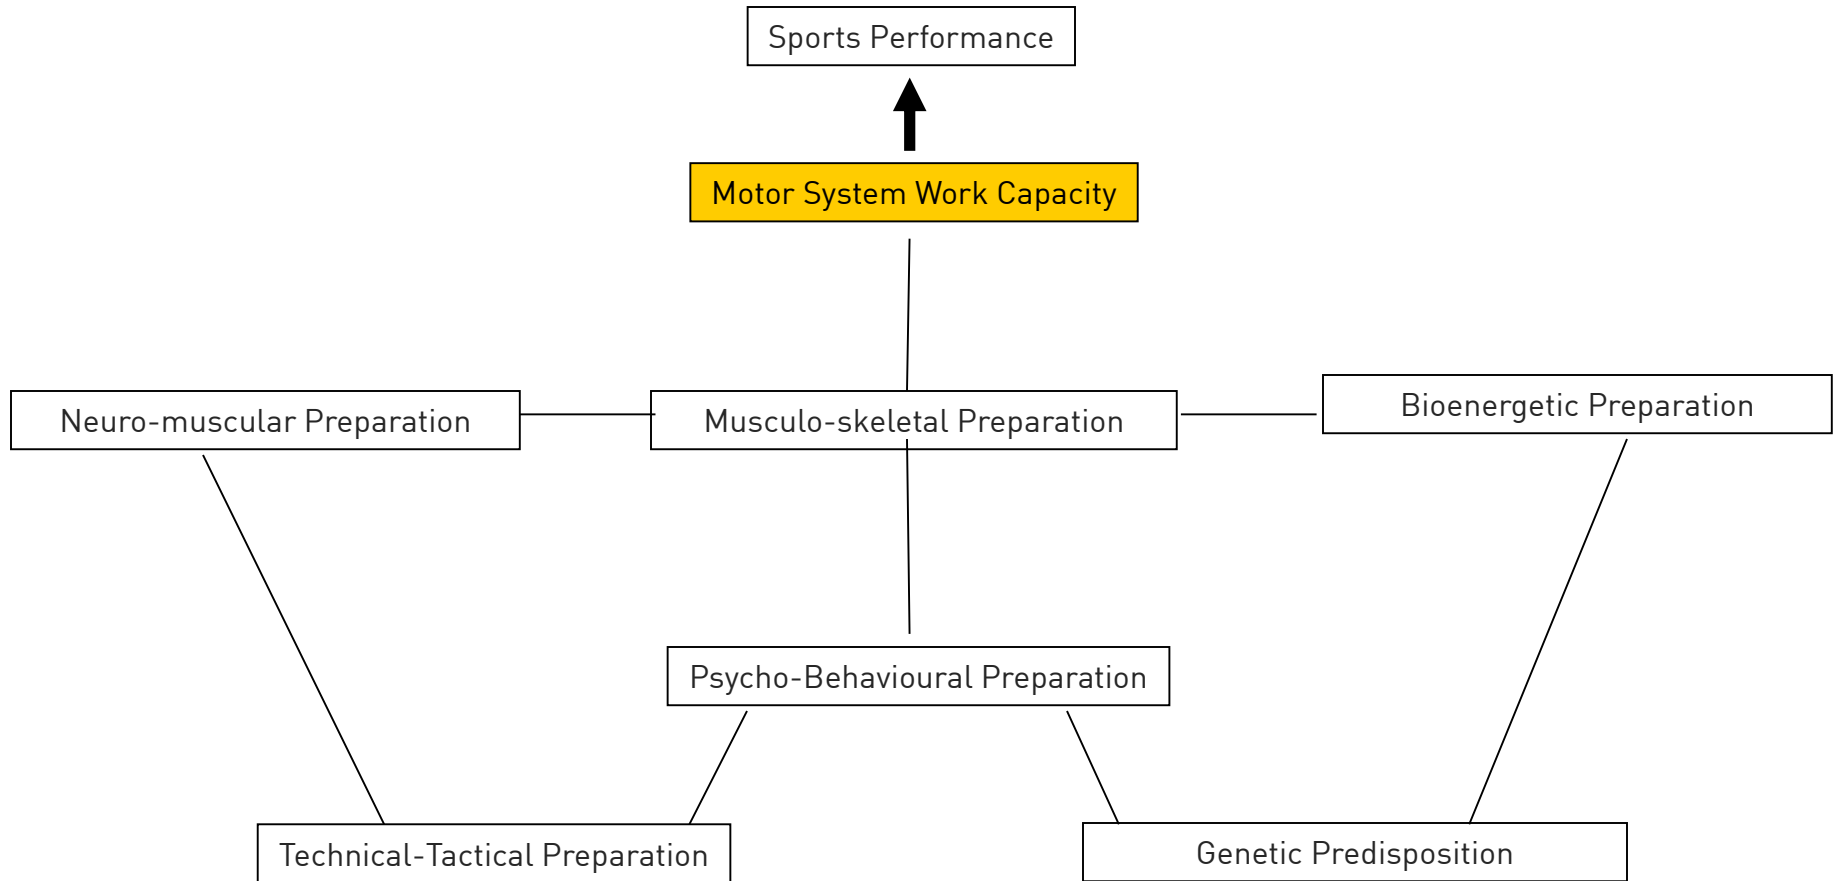 Sports Performance
Motor System Work Capacity
Neuro-muscular Preparation
Musculo-skeletal Preparation
Bioenergetic Preparation
Psycho-Behavioural Preparation
Technical-Tactical Preparation
Genetic Predisposition